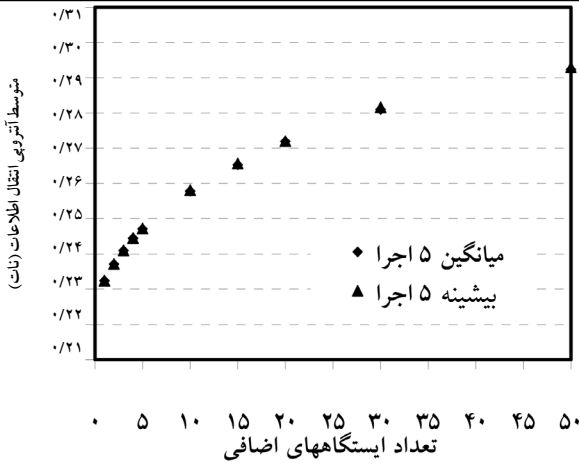 ۰/۳۱
۰/۳۰
۰/۲۹
۰/۲۸
۰/۲۷
۰/۲۶
۰/۲۵
۰/۲۴
۰/۲۳
۰/۲۲
۰/۲۱
متوسط آنتروپی انتقال اطلاعات (نات)
میانگین ۵ اجرا
بیشینه ۵ اجرا
۰ ۵ ۱۰ ۱۵ ۲۰ ۲۵ ۳۰ ۳۵ ۴۰ ۴۵ ۵۰
تعداد ایستگاههای اضافی